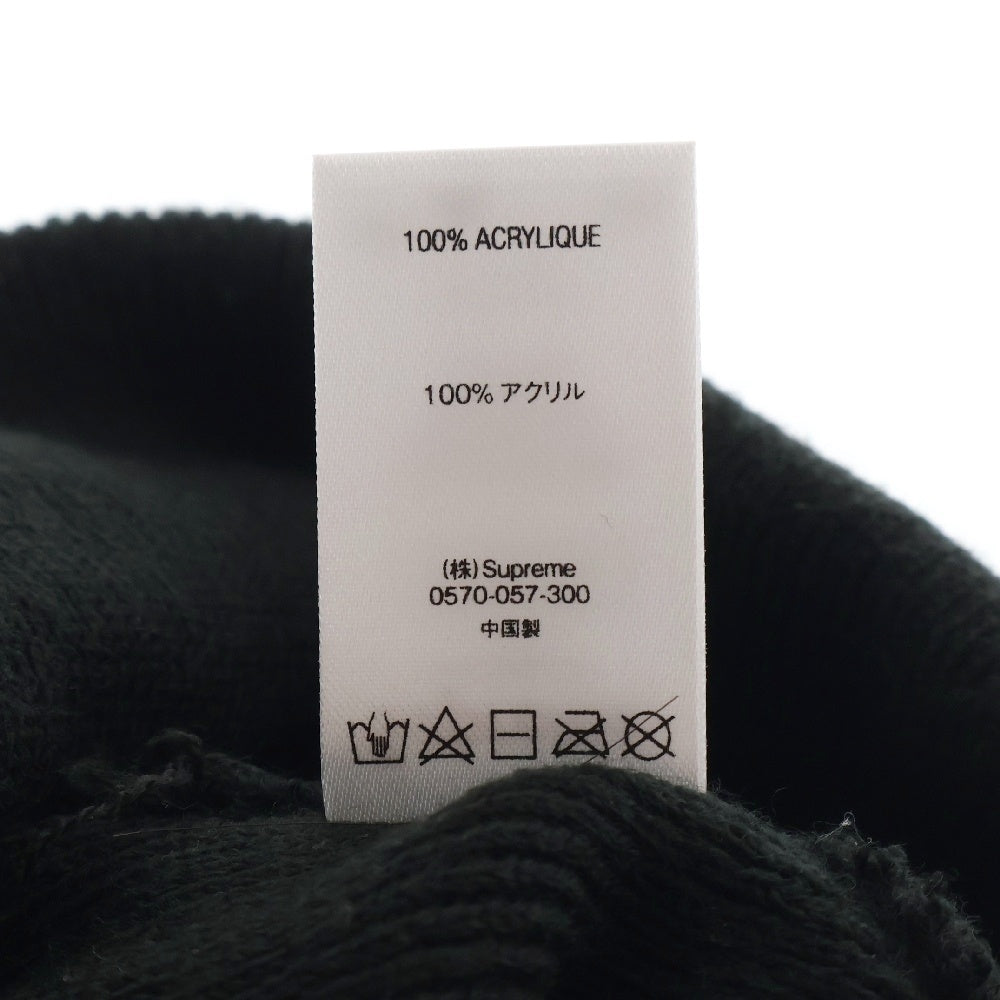 100% ACRYLIQUE
100% アクリル
(株)Supreme
0570-057-300
中国製